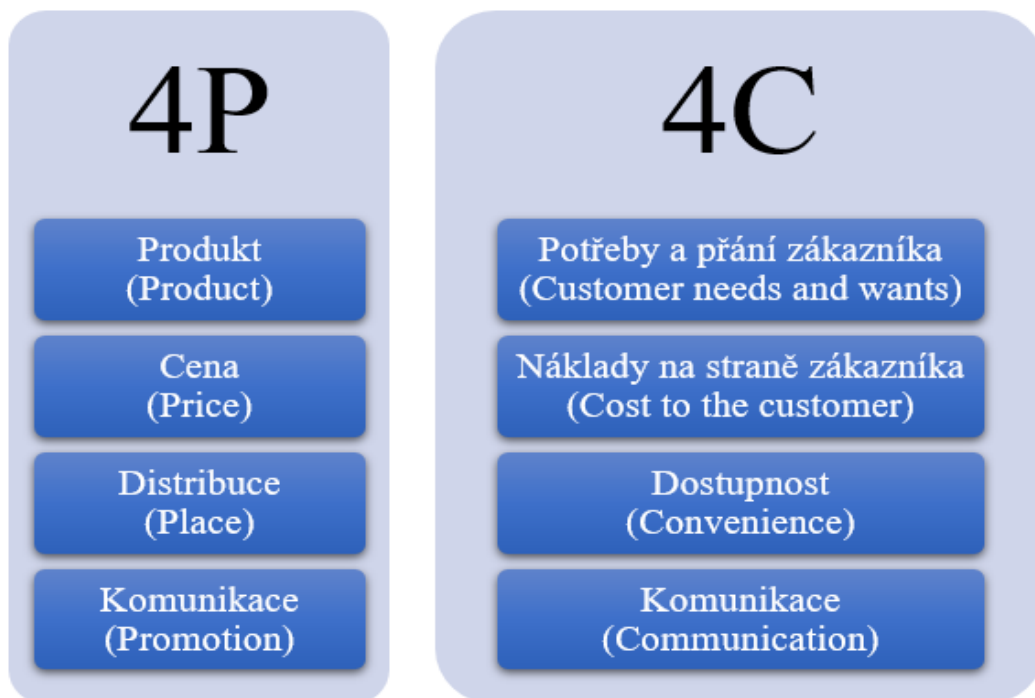 4P
Produkt
(Product)
Cena
(Price)
Distribuce
(Place)
Komunikace
(Promotion)
4C
Potřeby a přání zákazníka
(Customer needs and wants)
Náklady na straně zákazníka
(Cost to the customer)
Dostupnost
(Convenience)
Komunikace
(Communication)